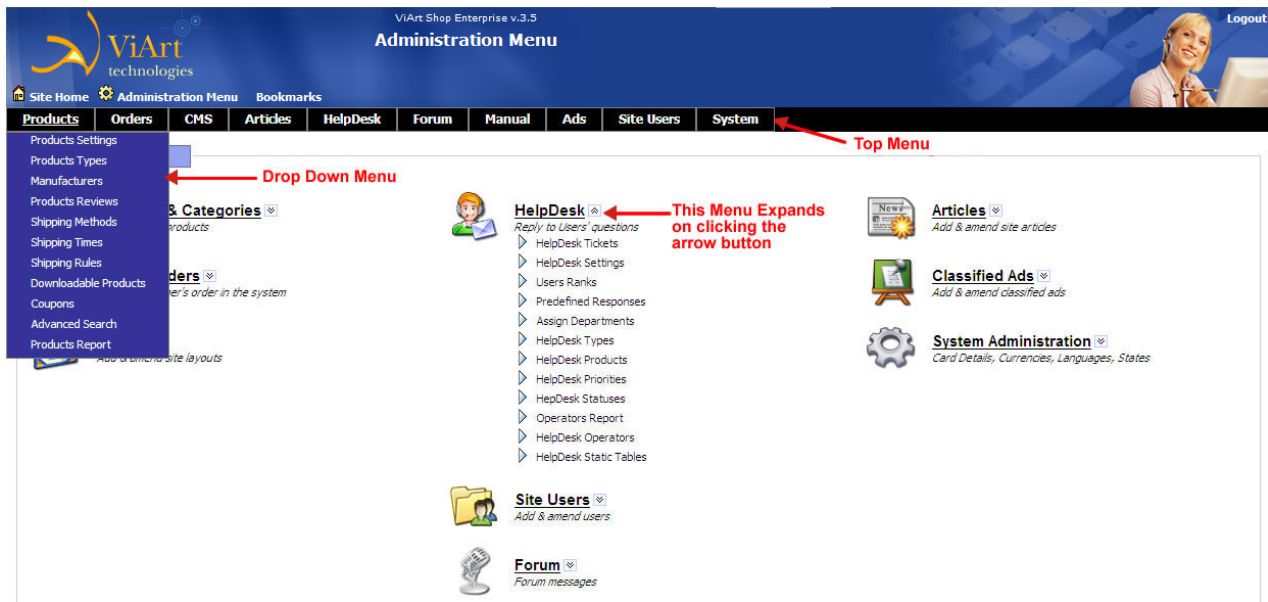 ViArt Shop Enterprise v.3.5
Logout
Administration Menu
ViArt
technologies
Site Home Administration Menu Bookmarks
Products Orders CMS Articles HelpDesk Forum Manual Ads Site Users System
Top Menu
Products Settings
Products Types
Manufacturers
Products Reviews
Shipping Methods
Shipping Times
Shipping Rules
Downloadable Products
Coupons
Advanced Search
Products Report
Drop Down Menu
& Categories
products
er's order in the system
Add & amend site layouts
HelpDesk
Reply to Users' questions
This Menu Expands
on clicking the
arrow button
HelpDesk Tickets
HelpDesk Settings
Users Ranks
Predefined Responses
Assign Departments
HelpDesk Types
HelpDesk Products
HelpDesk Priorities
HepDesk Statuses
Operators Report
HelpDesk Operators
HelpDesk Static Tables
Site Users
Add & amend users
Forum
Forum messages
News
Articles
Add & amend site articles
Classified Ads
Add & amend classified ads
System Administration
Card Details, Currencies, Languages, States